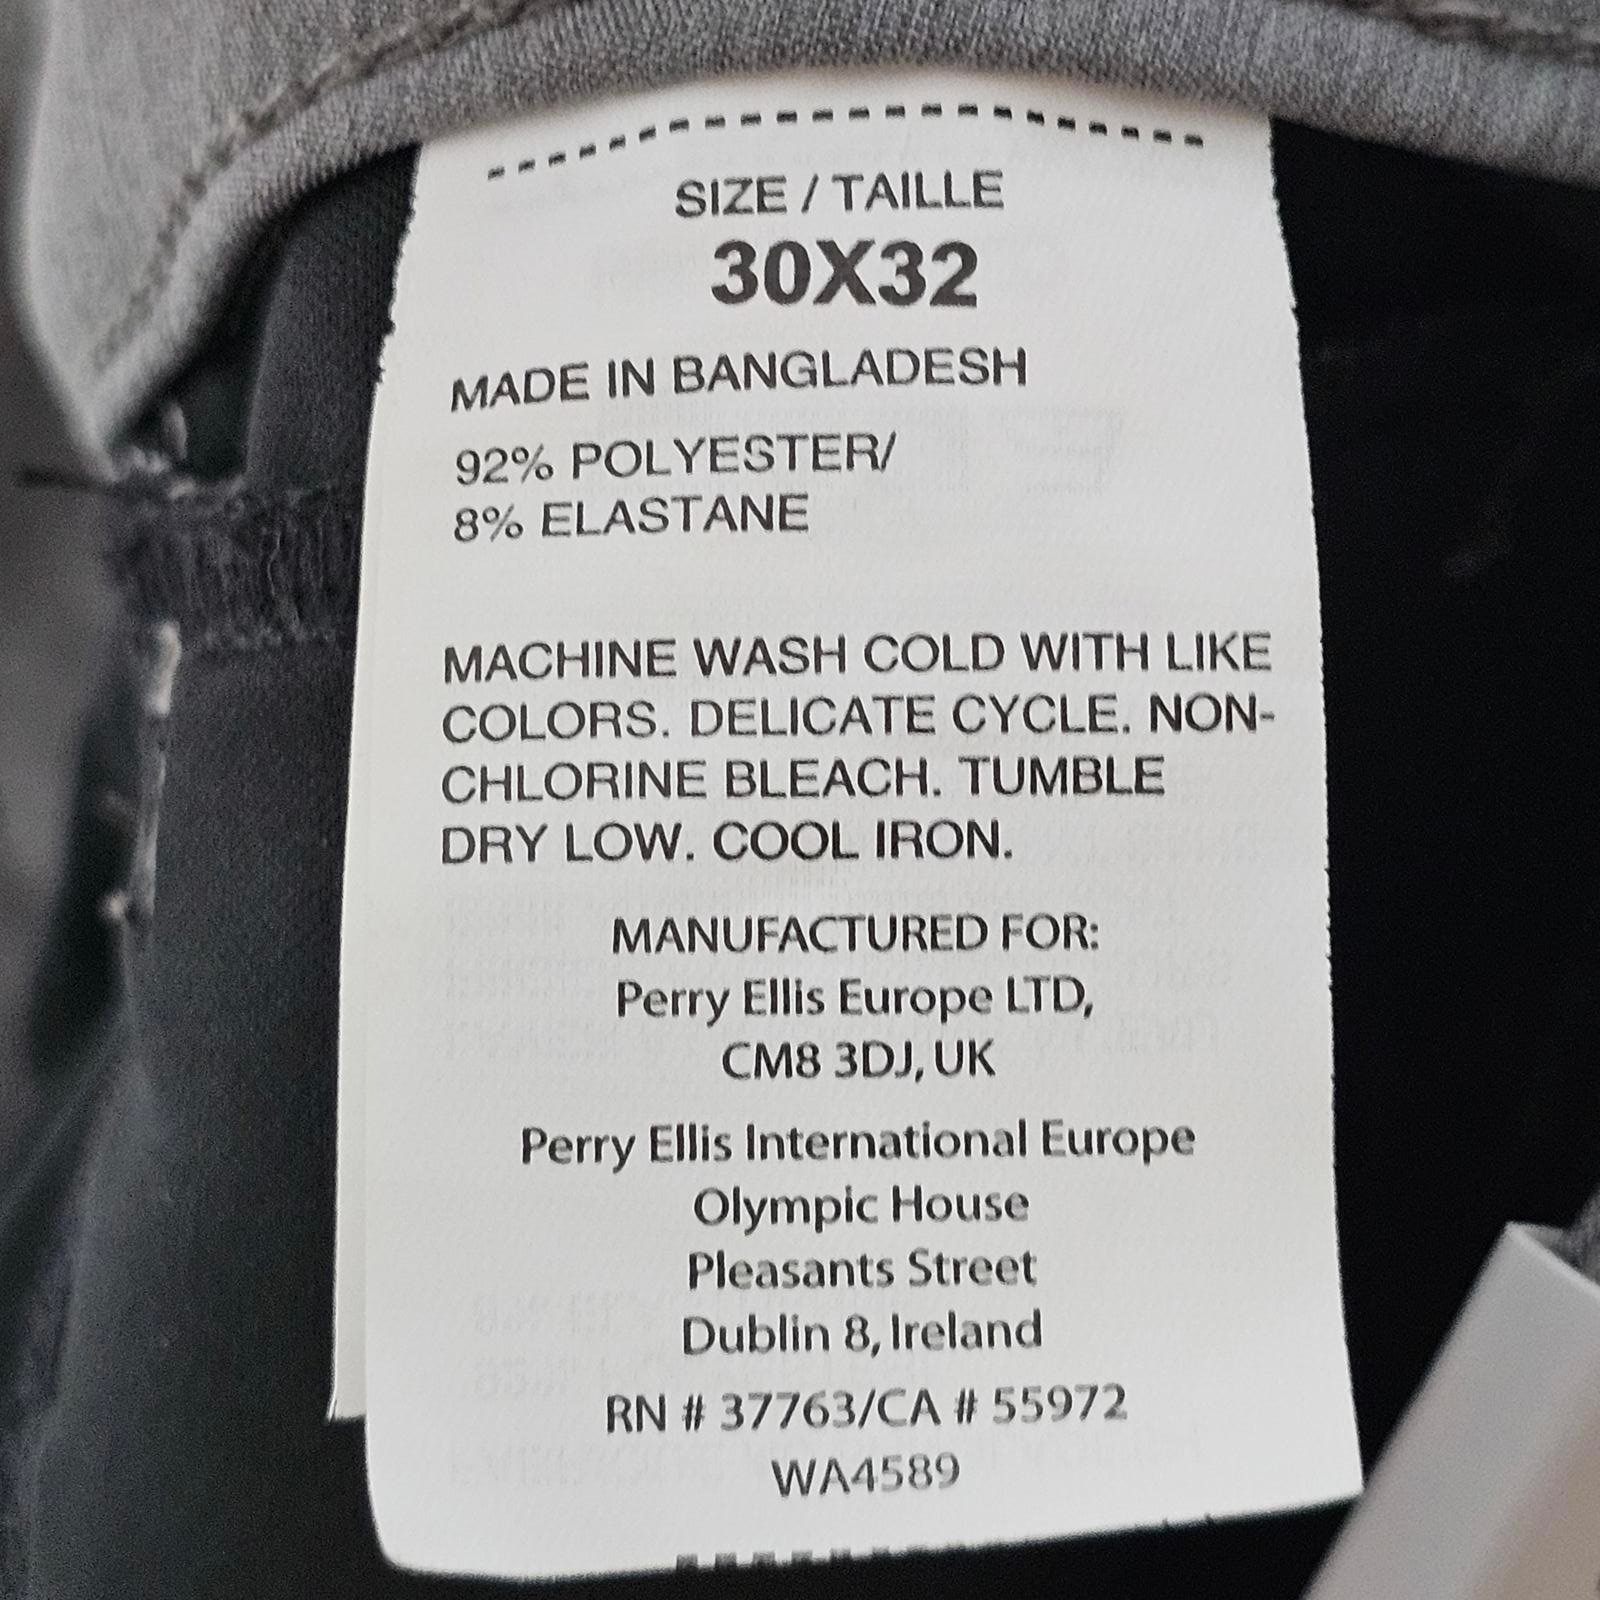 SIZE / TAILLE
30X32
MADE IN BANGLADESH
92% POLYESTER/
8% ELASTANE
MACHINE WASH COLD WITH LIKE
COLORS. DELICATE CYCLE. NON-
CHLORINE BLEACH. TUMBLE
DRY LOW. COOL IRON.
MANUFACTURED FOR:
Perry Ellis Europe LTD,
CM8 3DJ, UK
Perry Ellis International Europe
Olympic House
Pleasants Street
Dublin 8, Ireland
RN # 37763/CA # 55972
WA4589